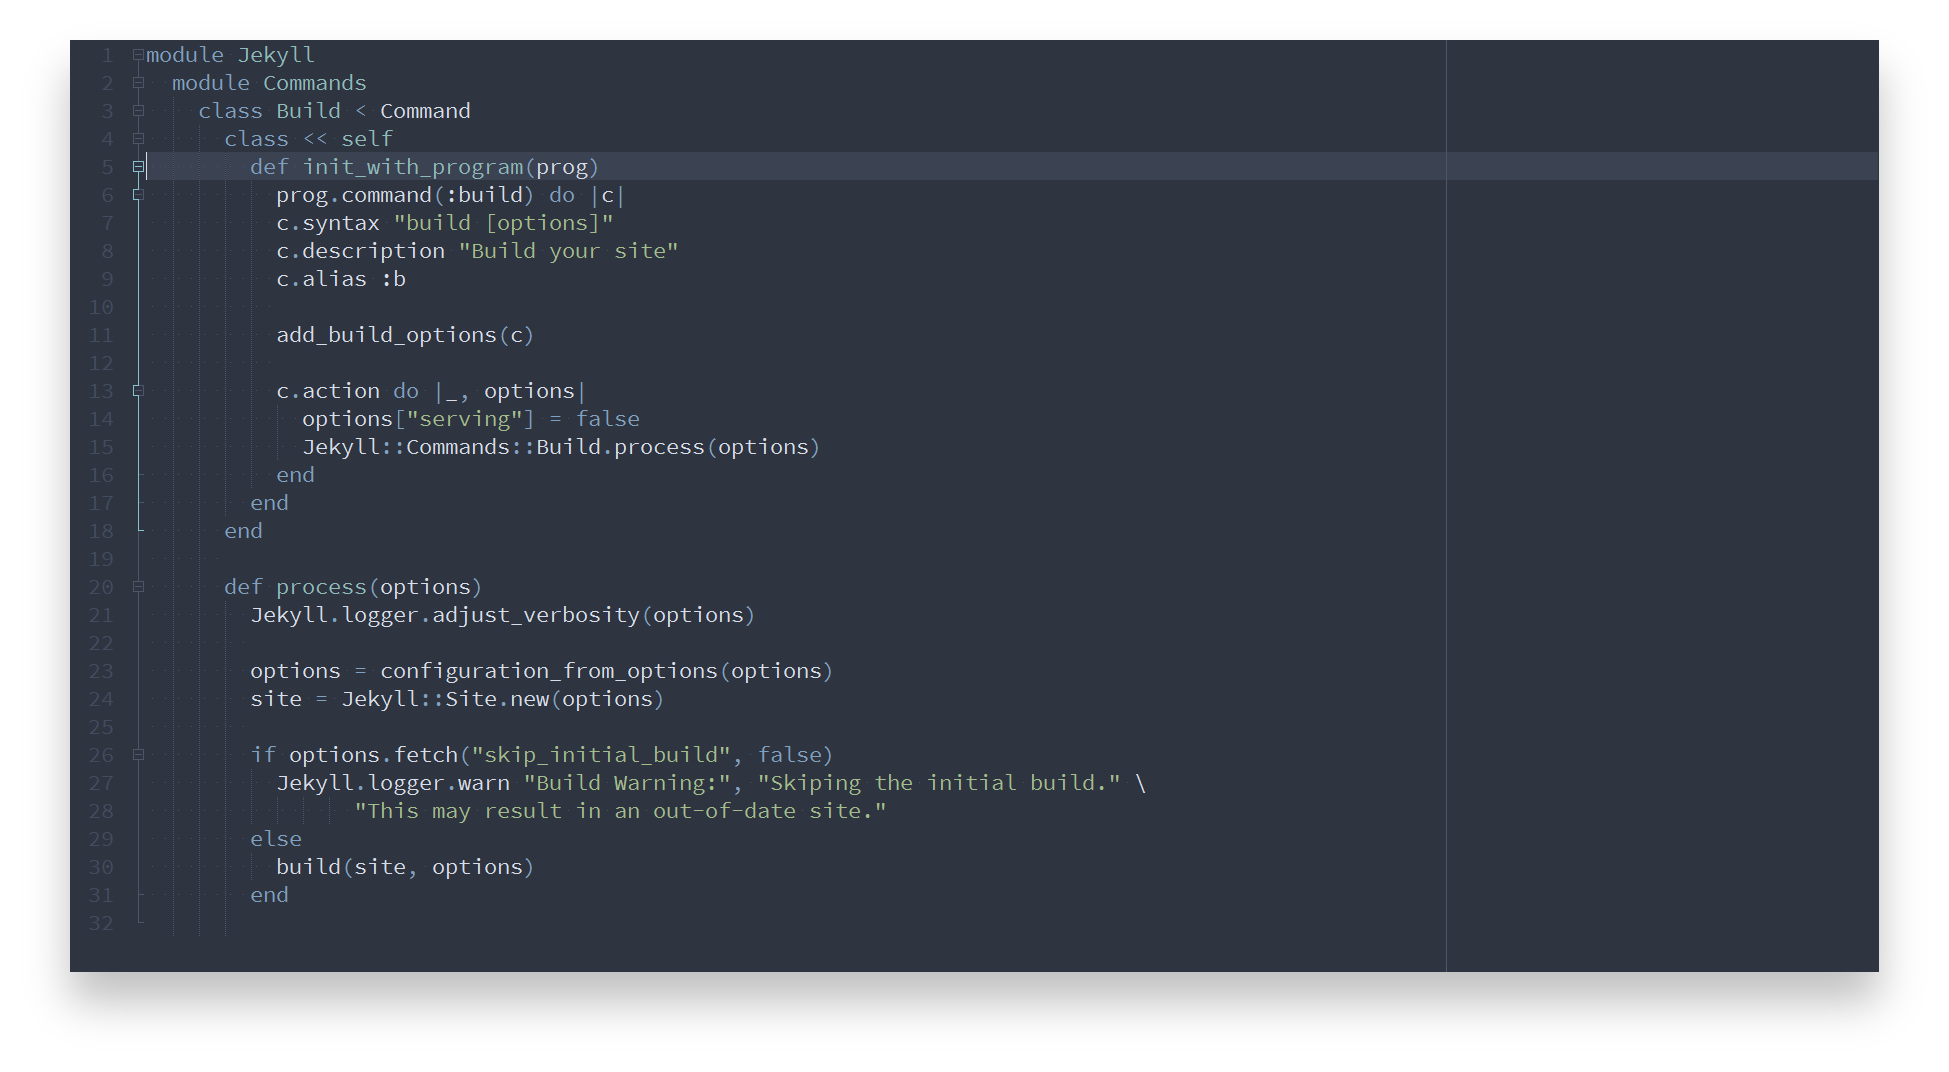 1 module Jekyll
2 module Commands
3 class Build < Command
4 class << self
5 def init_with_program(prog)
6 prog.command(:build) do |c|
7 c.syntax "build [options]"
8 c.description "Build your site"
9 c.alias :b
10
11 add_build_options(c)
12
13 c.action do |_, options|
14 options["serving"] = false
15 Jekyll::Commands::Build.process(options)
16 end
17 end
18 end
19
20 def process(options)
21 Jekyll.logger.adjust_verbosity(options)
22
23 options = configuration_from_options(options)
24 site = Jekyll::Site.new(options)
25
26 if options.fetch("skip_initial_build", false)
27 Jekyll.logger.warn "Build Warning:", "Skiping the initial build." \
28 "This may result in an out-of-date site."
29 else
30 build(site, options)
31 end
32